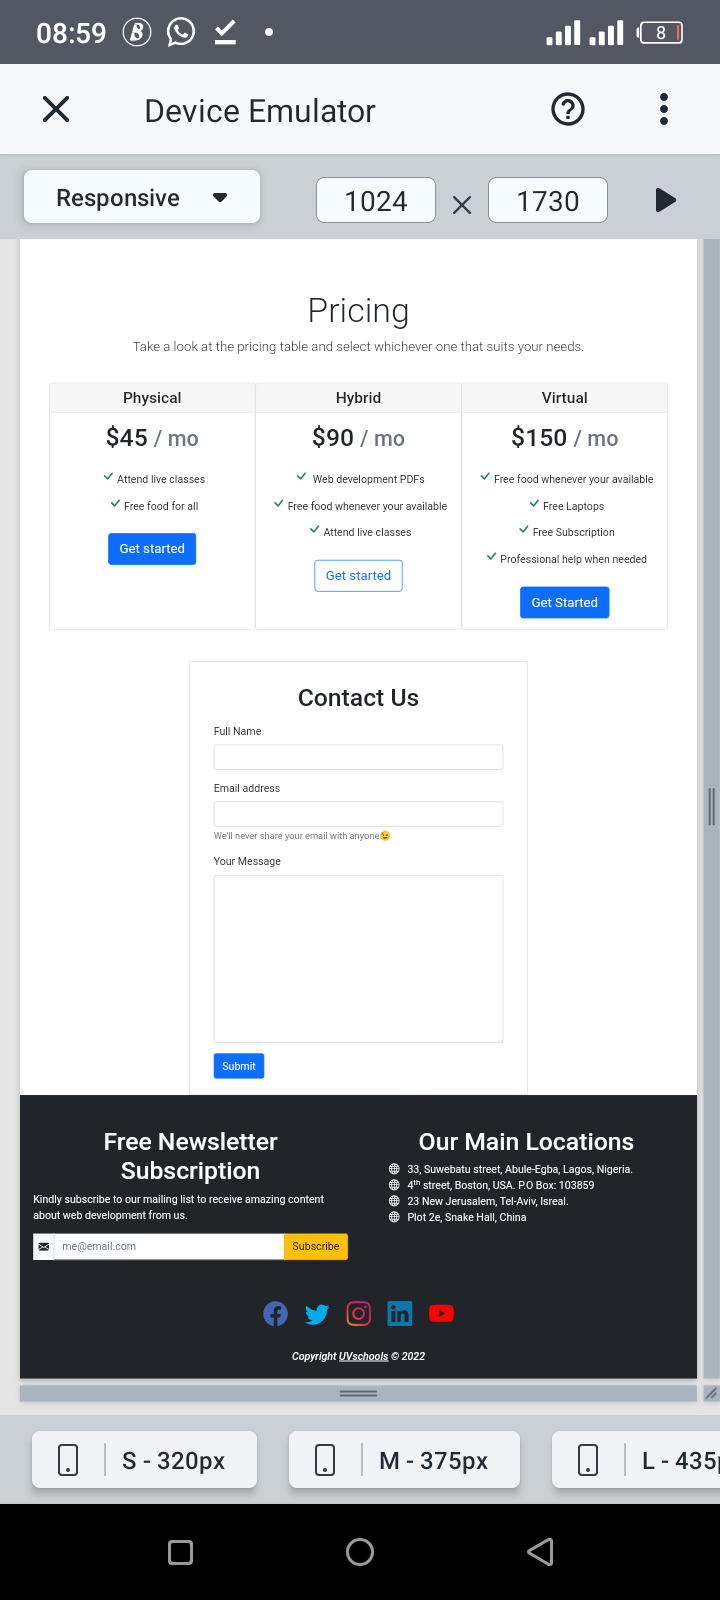 08:59
8
Device Emulator
Responsive
1024 × 1730
Pricing
Take a look at the pricing table and select whichever one that suits your needs.
Physical
$45 / mo
Attend live classes
Free food for all
Get started
Hybrid
$90 / mo
Web development PDFs
Free food whenever your available
Attend live classes
Get started
Virtual
$150 / mo
Free food whenever your available
Free Laptops
Free Subscription
Professional help when needed
Get Started
Contact Us
Full Name
Email address
We'll never share your email with anyone😉
Your Message
Submit
Free Newsletter
Subscription
Kindly subscribe to our mailing list to receive amazing content
about web development from us.
me@email.com
Subscribe
Our Main Locations
33, Suwebatu street, Abule-Egba, Lagos, Nigeria.
4th street, Boston, USA. P.O Box: 103859
23 New Jerusalem, Tel-Aviv, Isreal.
Plot 2e, Snake Hall, China
Copyright UVschools © 2022
S - 320px
M - 375px
L - 435p